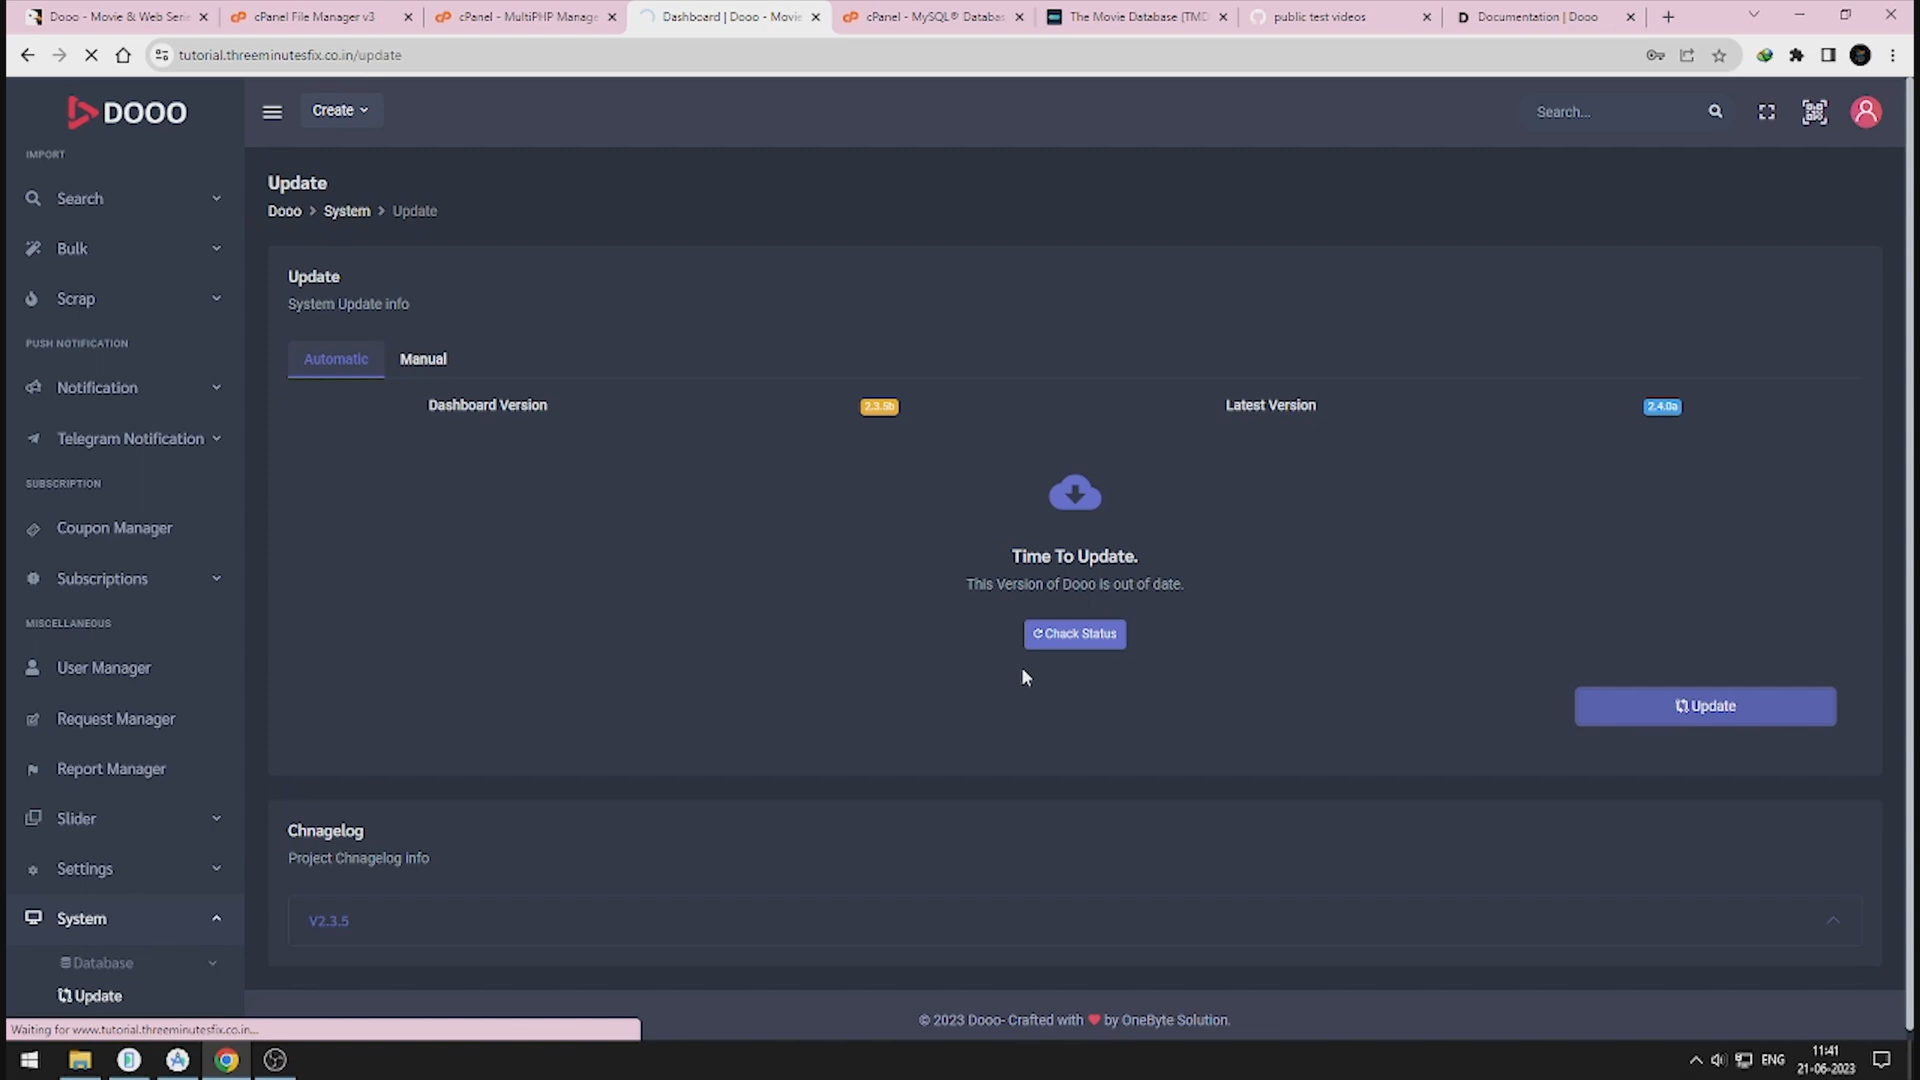 Dooo - Movie & Web Serie
cPanel File Manager v3
cPanel - MultiPHP Manage
Dashboard | Dooo - Movie
cPanel - MySQL® Databas
The Movie Database (TMD
public test videos
Documentation | Dooo
tutorial.threeminutesfix.co.in/update
DOOO
Create
Search...
IMPORT
Search
Bulk
Scrap
PUSH NOTIFICATION
Notification
Telegram Notification
SUBSCRIPTION
Coupon Manager
Subscriptions
MISCELLANEOUS
User Manager
Request Manager
Report Manager
Slider
Settings
System
Database
Update
Update
Dooo > System > Update
Update
System Update info
Automatic
Manual
Dashboard Version
2.3.5b
Latest Version
2.4.0a
Time To Update.
This Version of Dooo is out of date.
Chack Status
Update
Chnagelog
Project Chnagelog info
V2.3.5
© 2023 Dooo- Crafted with ❤ by OneByte Solution.
Waiting for www.tutorial.threeminutesfix.co.in...
ENG
11:41
21-06-2023